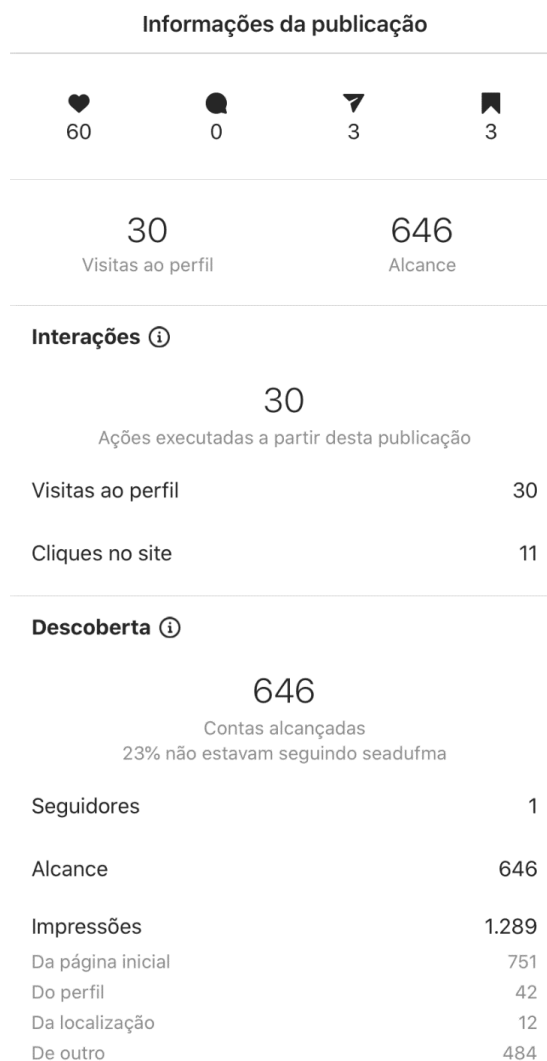 Informações da publicação
60 0 3 3
30 646
Visitas ao perfil Alcance
Interações
30
Ações executadas a partir desta publicação
Visitas ao perfil 30
Cliques no site 11
Descoberta
646
Contas alcançadas
23% não estavam seguindo seadufma
Seguidores 1
Alcance 646
Impressões 1.289
Da página inicial 751
Do perfil 42
Da localização 12
De outro 484